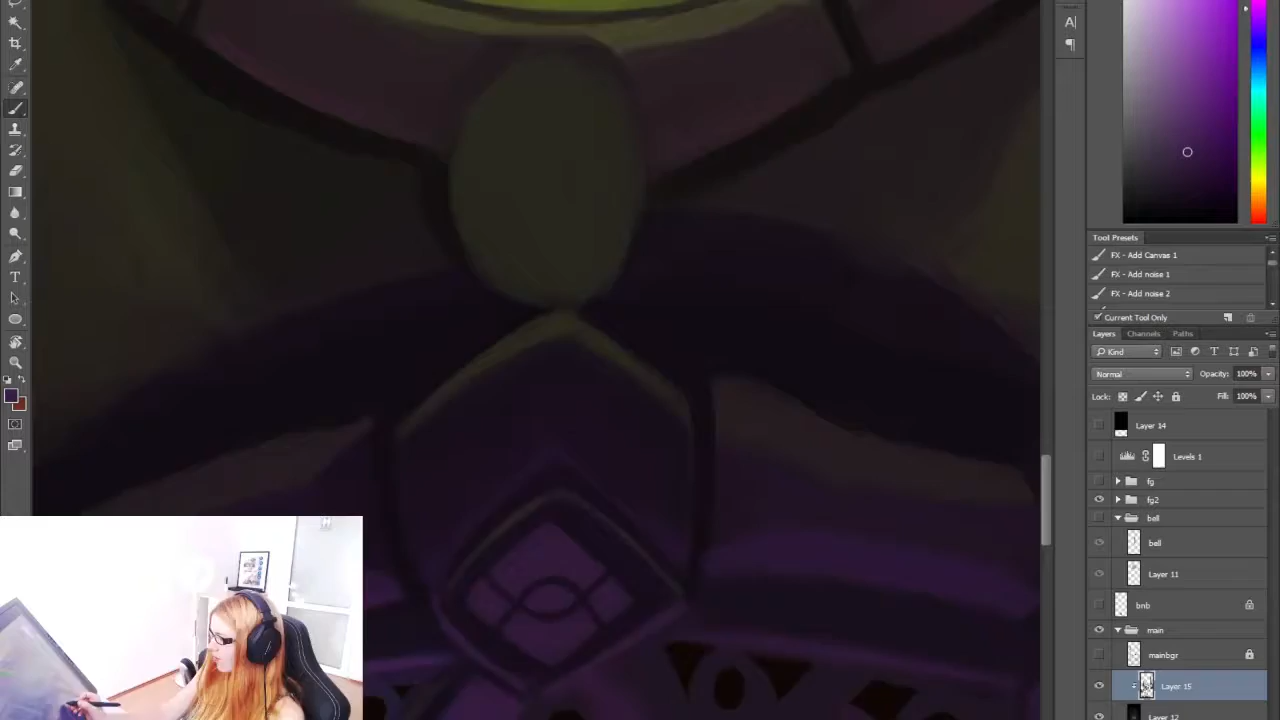 A|
¶
Tool Presets
FX - Add Canvas 1
FX - Add noise 1
FX - Add noise 2
Current Tool Only
Layers Channels Paths
Kind T
Normal Opacity: 100%
Lock: Fill: 100%
Layer 14
Levels 1
fg
fg2
bell
bell
Layer 11
bnb
main
mainbgr
Layer 15
Layer 12
T